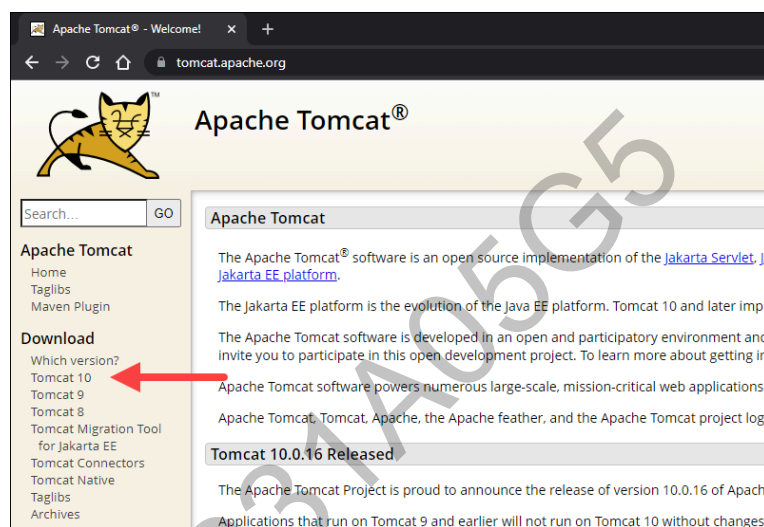 Apache Tomcat® - Welcome!
tomcat.apache.org
TM
Apache Tomcat®
Search...
GO
Apache Tomcat
Home
Taglibs
Maven Plugin
Download
Which version?
Tomcat 10
Tomcat 9
Tomcat 8
Tomcat Migration Tool
for Jakarta EE
Tomcat Connectors
Tomcat Native
Taglibs
Archives
Apache Tomcat
The Apache Tomcat® software is an open source implementation of the Jakarta Servlet, J
Jakarta EE platform.
The Jakarta EE platform is the evolution of the Java EE platform. Tomcat 10 and later imp
The Apache Tomcat software is developed in an open and participatory environment and
invite you to participate in this open development project. To learn more about getting in
Apache Tomcat software powers numerous large-scale, mission-critical web applications
Apache Tomcat, Tomcat, Apache, the Apache feather, and the Apache Tomcat project log
Tomcat 10.0.16 Released
The Apache Tomcat Project is proud to announce the release of version 10.0.16 of Apach
Applications that run on Tomcat 9 and earlier will not run on Tomcat 10 without changes
31A05G5